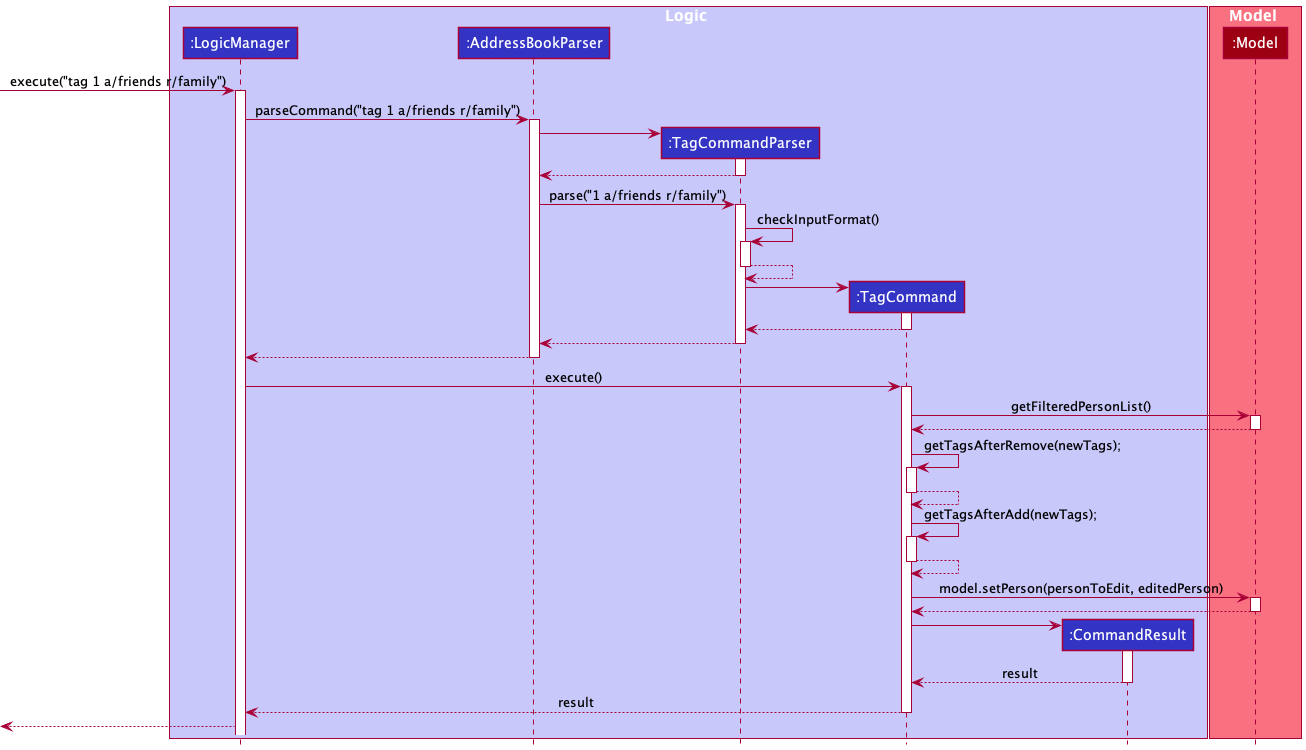 Logic
Model
:LogicManager
:AddressBookParser
:Model
execute("tag 1 a/friends r/family")
parseCommand("tag 1 a/friends r/family")
:TagCommandParser
parse("1 a/friends r/family")
checkInputFormat()
:TagCommand
execute()
getFilteredPersonList()
getTagsAfterRemove(newTags);
getTagsAfterAdd(newTags);
model.setPerson(personToEdit, editedPerson)
:CommandResult
result
result